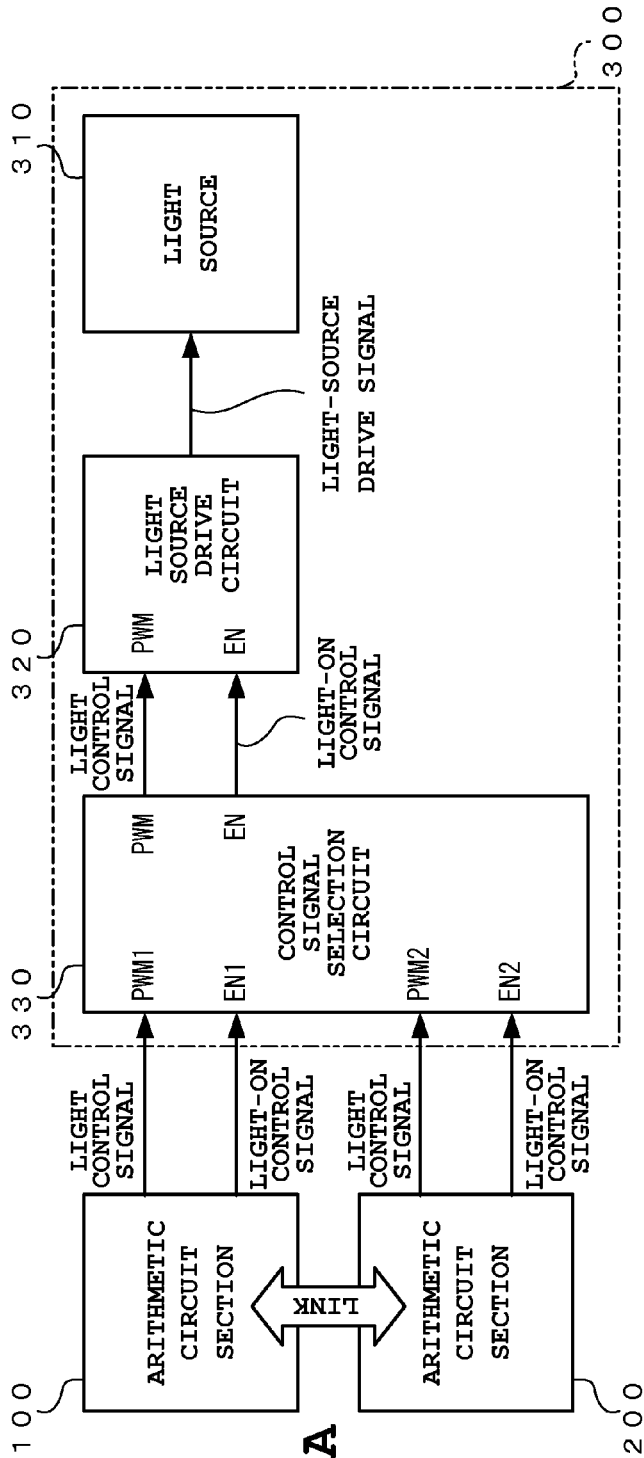 A
100
ARITHMETIC
CIRCUIT
SECTION
LINK
200
ARITHMETIC
CIRCUIT
SECTION
LIGHT
CONTROL
SIGNAL
LIGHT-ON
CONTROL
SIGNAL
LIGHT
CONTROL
SIGNAL
LIGHT-ON
CONTROL
SIGNAL
330
PWM1
PWM
EN1
EN
CONTROL
SIGNAL
SELECTION
CIRCUIT
PWM2
EN2
LIGHT
CONTROL
SIGNAL
LIGHT-ON
CONTROL
SIGNAL
320
PWM
EN
LIGHT
SOURCE
DRIVE
CIRCUIT
LIGHT-SOURCE
DRIVE SIGNAL
310
LIGHT
SOURCE
300